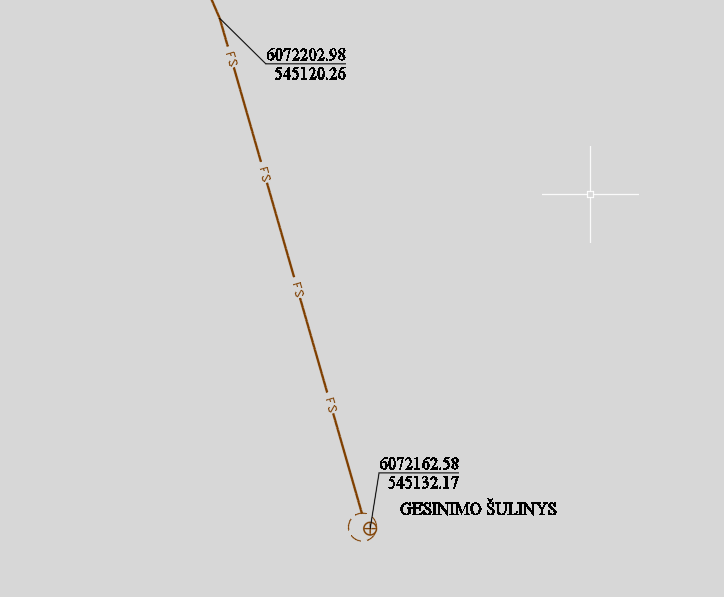 6072202.98
545120.26
FS
FS
FS
FS
6072162.58
545132.17
GESINIMO ŠULINYS